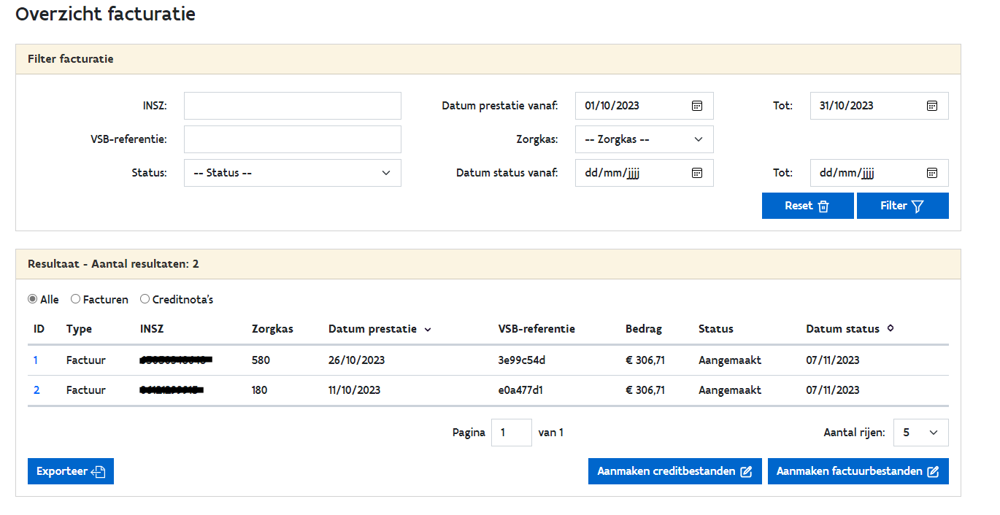 Overzicht facturatie
Filter facturatie
INSZ: Datum prestatie vanaf: 01/10/2023 Tot: 31/10/2023
VSB-referentie: Zorgkas: -- Zorgkas --
Status: -- Status -- Datum status vanaf: dd/mm/jjjj Tot: dd/mm/jjjj
Reset Filter
Resultaat - Aantal resultaten: 2
Alle Facturen Creditnota's
ID Type INSZ Zorgkas Datum prestatie VSB-referentie Bedrag Status Datum status
1 Factuur 580 26/10/2023 3e99c54d € 306,71 Aangemaakt 07/11/2023
2 Factuur 180 11/10/2023 e0a477d1 € 306,71 Aangemaakt 07/11/2023
Pagina 1 van 1 Aantal rijen: 5
Exporteer Aanmaken creditbestanden Aanmaken factuurbestanden